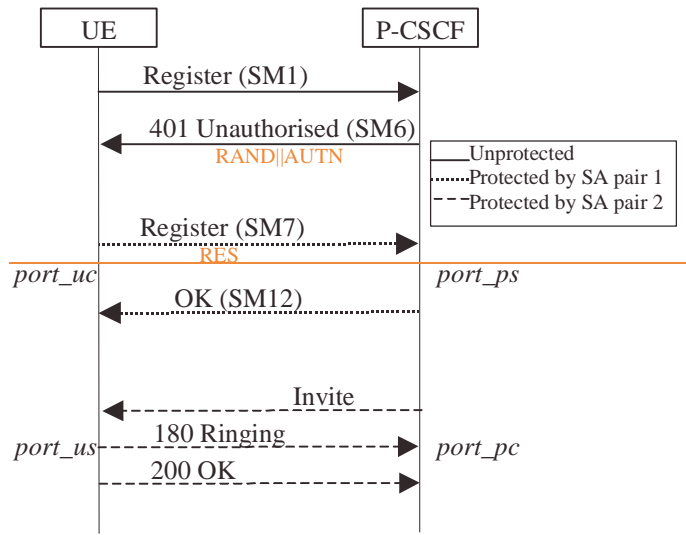 UE
P-CSCF
Register (SM1)
401 Unauthorised (SM6)
RAND||AUTN
Unprotected
Protected by SA pair 1
Protected by SA pair 2
Register (SM7)
RES
port_uc
port_ps
OK (SM12)
Invite
port_us
180 Ringing
port_pc
200 OK